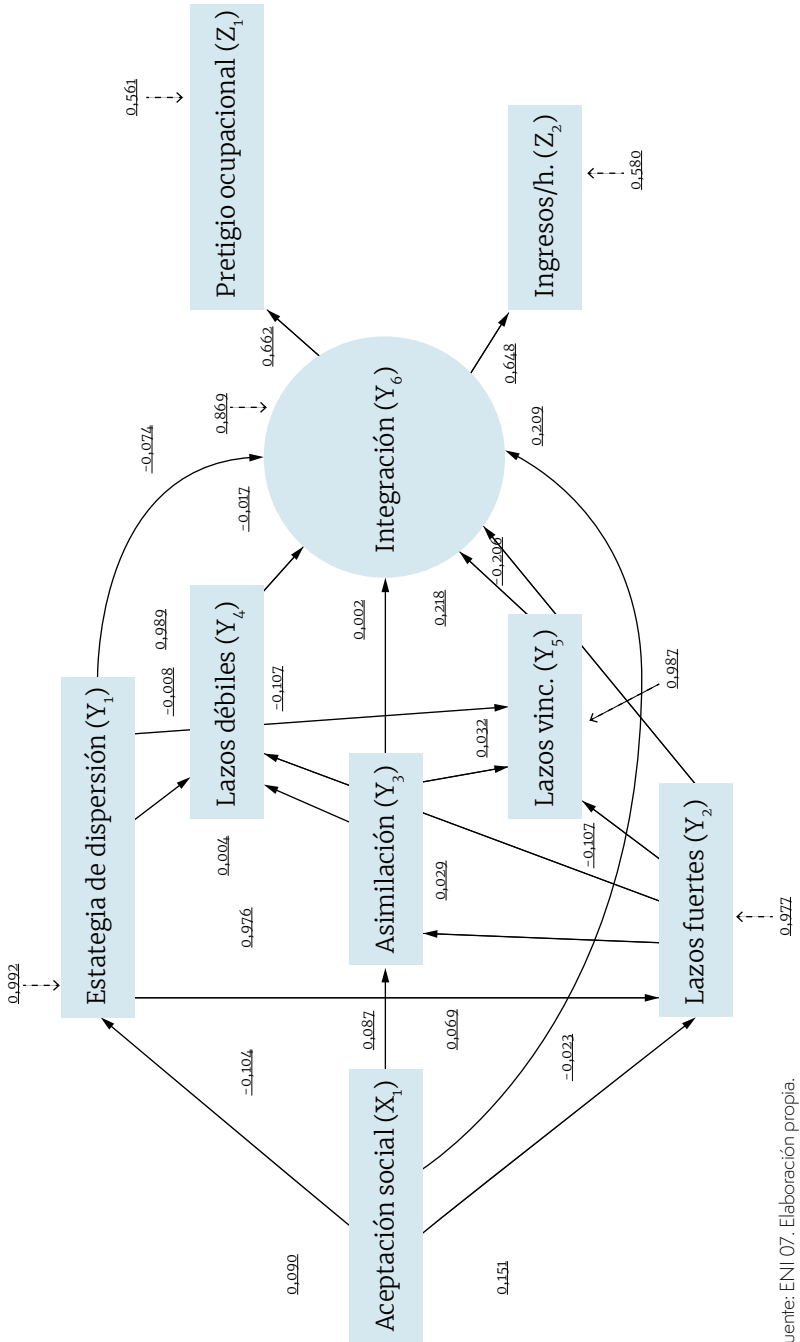 Pretigio ocupacional (Z₁)
0,561
Ingresos/h. (Z₂)
0,580
0,662
0,648
Integración (Y₆)
0,869
-0,074
-0,017
0,209
-0,206
0,218
0,002
Estategia de dispersión (Y₁)
0,992
0,989
-0,008
Lazos débiles (Y₄)
-0,107
0,004
0,976
Asimilación (Y₃)
0,032
0,029
Lazos vinc. (Y₅)
0,987
-0,107
Lazos fuertes (Y₂)
0,977
-0,104
0,087
0,069
-0,023
Aceptación social (X₁)
0,090
0,151
uente: ENI 07. Elaboración propia.